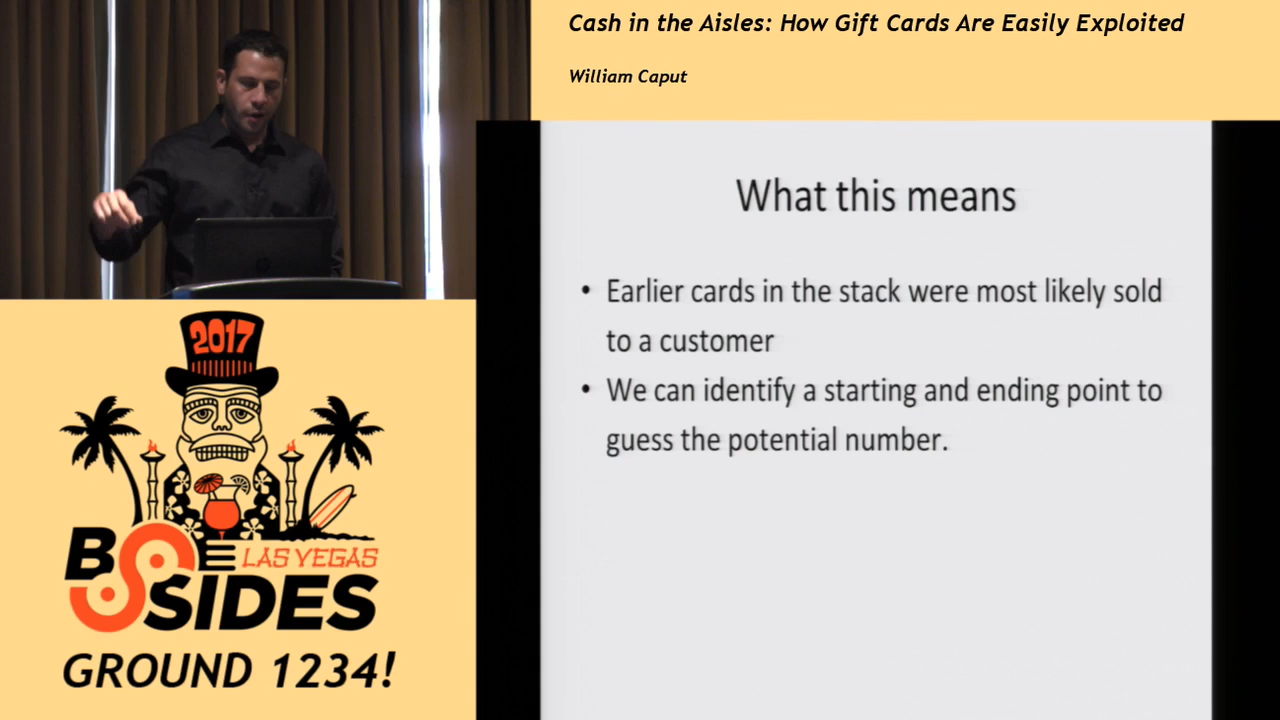 Cash in the Aisles: How Gift Cards Are Easily Exploited
William Caput
What this means
• Earlier cards in the stack were most likely sold
to a customer
• We can identify a starting and ending point to
guess the potential number.
2017
BSIDES
LAS VEGAS
GROUND 1234!